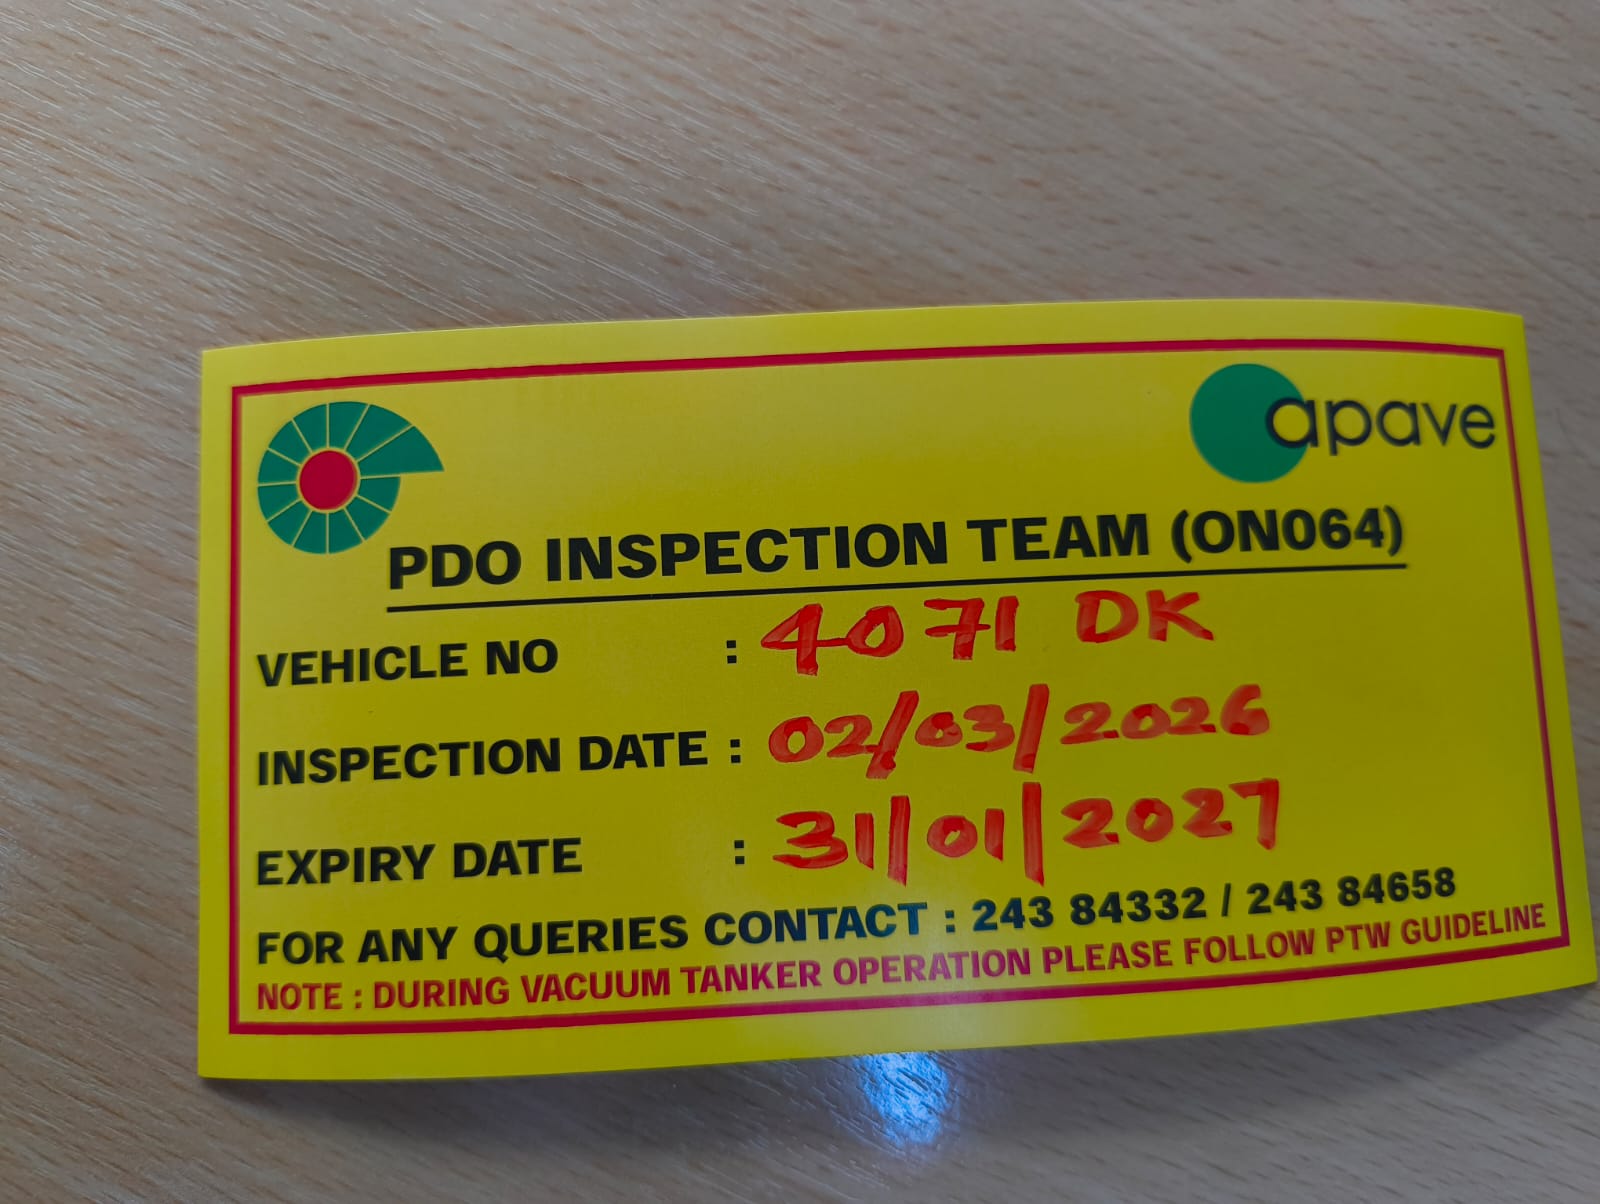 apave
PDO INSPECTION TEAM (ON064)
VEHICLE NO : 4071 DK
INSPECTION DATE : 02/03/2026
EXPIRY DATE : 31/01/2027
FOR ANY QUERIES CONTACT : 243 84332 / 243 84658
NOTE : DURING VACUUM TANKER OPERATION PLEASE FOLLOW PTW GUIDELINE